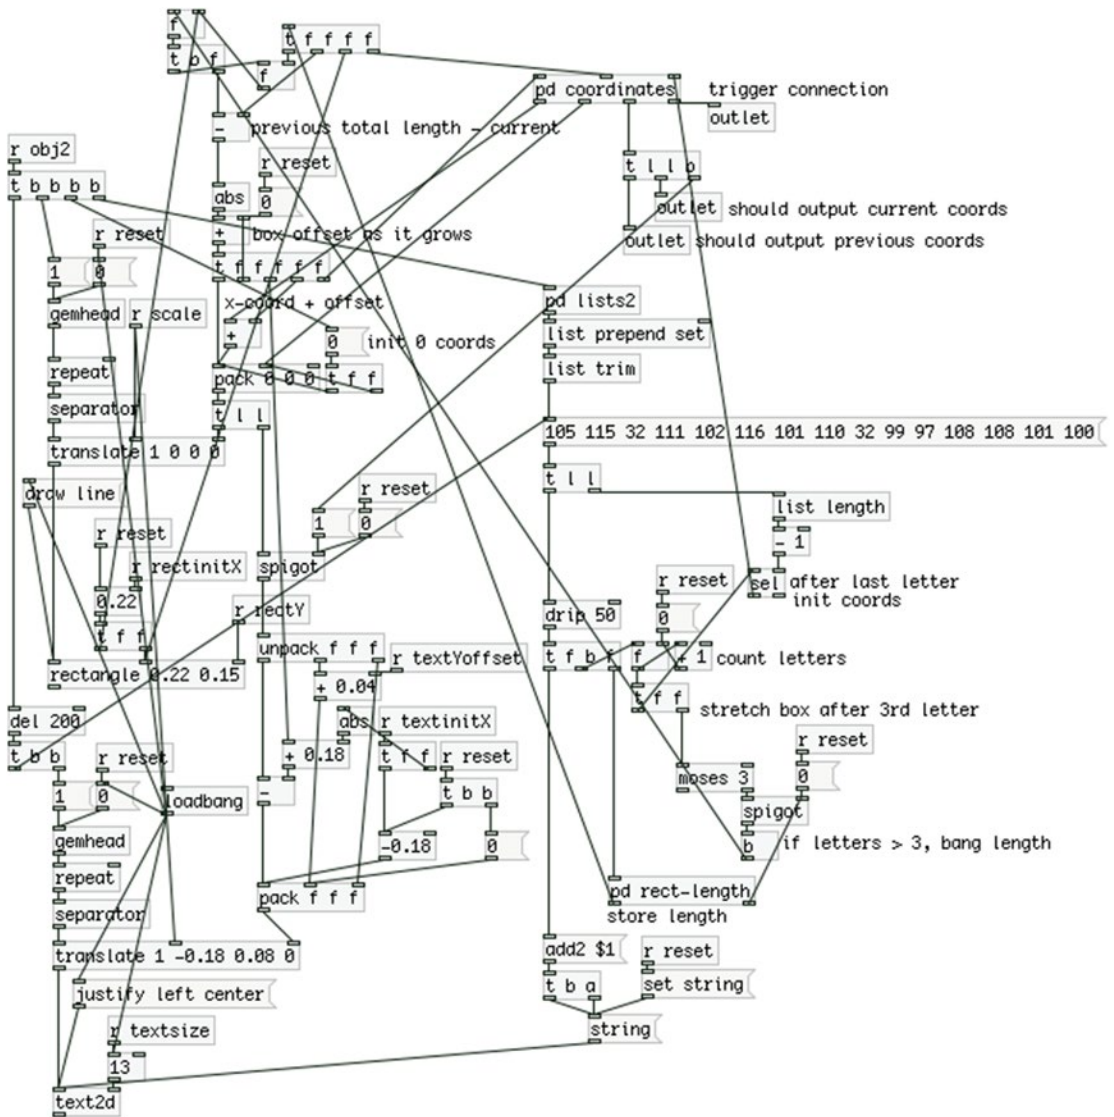 f
t b f
t f f f f
f
pd coordinates
trigger connection
outlet
-
previous total length - current
r obj2
t b b b b
r reset
0
t l l b
abs
outlet
should output current coords
+
box offset as it grows
outlet
should output previous coords
r reset
1
0
t f f f f f
gemhead
r scale
x-coord + offset
+
0
init 0 coords
pd lists2
list prepend set
repeat
pack 0 0 0
t f f
list trim
separator
t l l
translate 1 0 0 0
105 115 32 111 102 116 101 110 32 99 97 108 108 101 100
t l l
draw line
r reset
1
0
list length
- 1
r reset
r rectinitX
spigot
sel
after last letter
init coords
r reset
0.22
r rectY
drip 50
0
t f f
unpack f f f
r textYoffset
t f b f
f
+ 1
count letters
rectangle 0.22 0.15
+ 0.04
t f f
stretch box after 3rd letter
del 200
abs
r textinitX
r reset
t b b
r reset
+ 0.18
t f f
r reset
moses 3
0
1
0
loadbang
-
t b b
spigot
gemhead
-0.18
0
b
if letters > 3, bang length
repeat
pack f f f
pd rect-length
store length
separator
translate 1 -0.18 0.08 0
add2 $1
r reset
justify left center
t b a
set string
r textsize
string
13
text2d